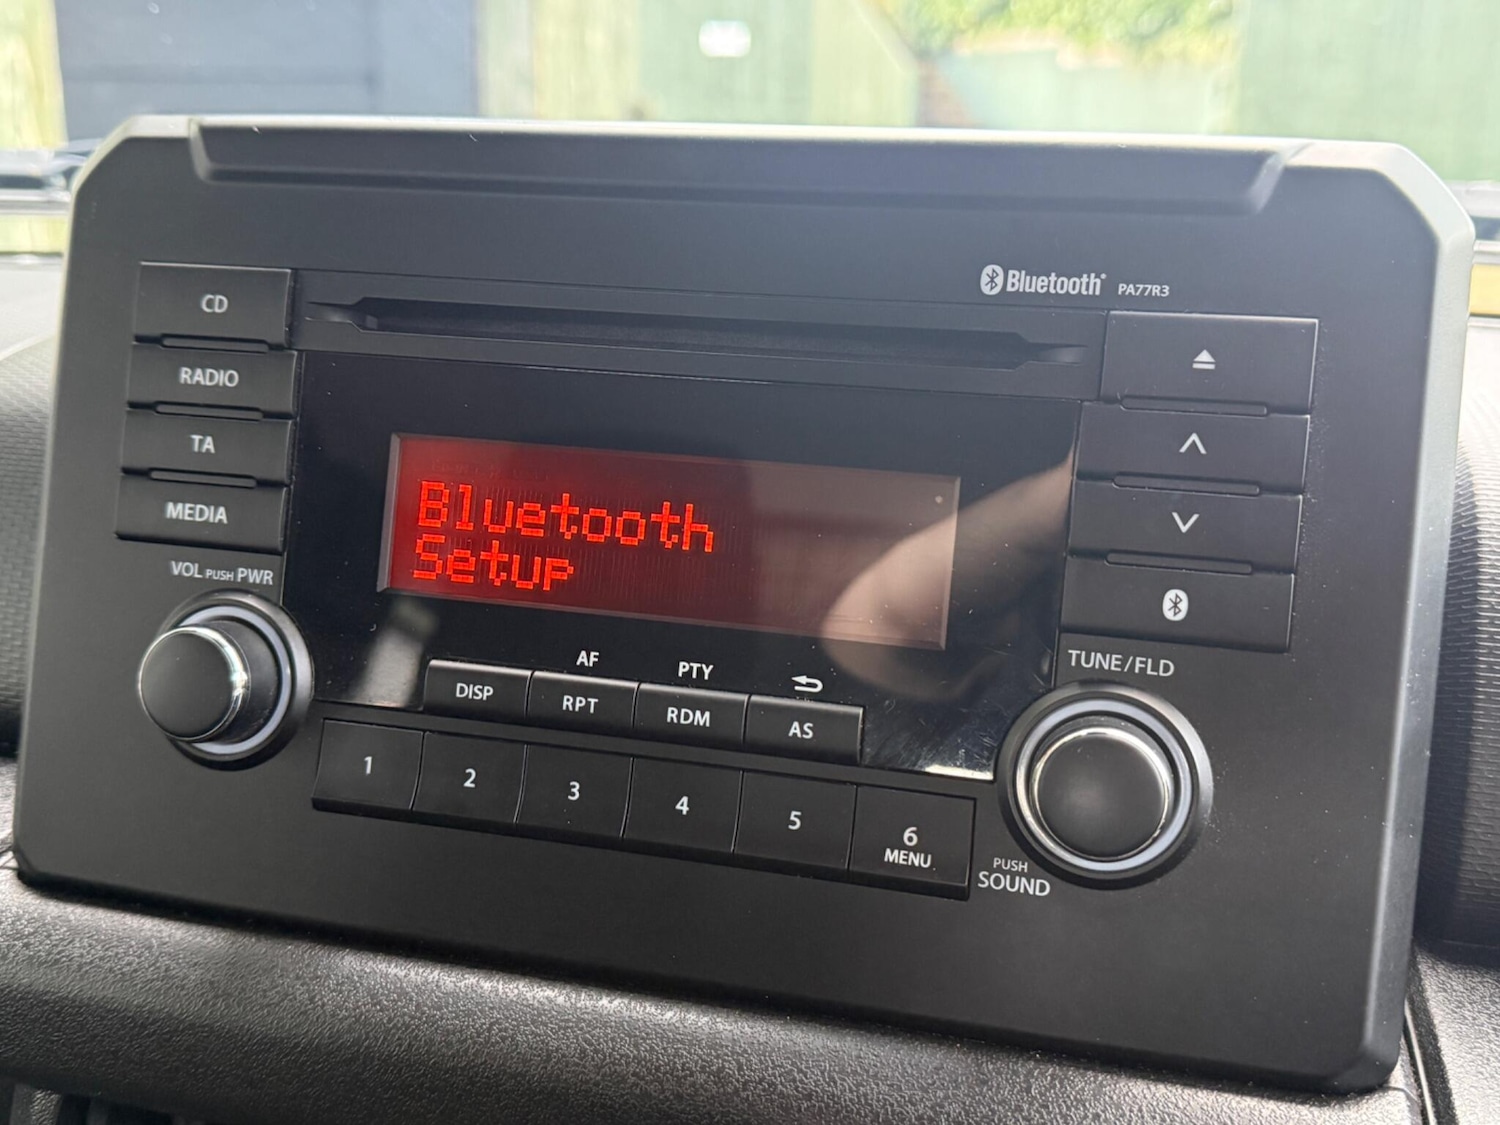 Bluetooth PA77R3
CD
RADIO
TA
MEDIA
VOL PUSH PWR
Bluetooth
Setup
AF
PTY
DISP
RPT
RDM
AS
1
2
3
4
5
6
MENU
TUNE/FLD
PUSH
SOUND